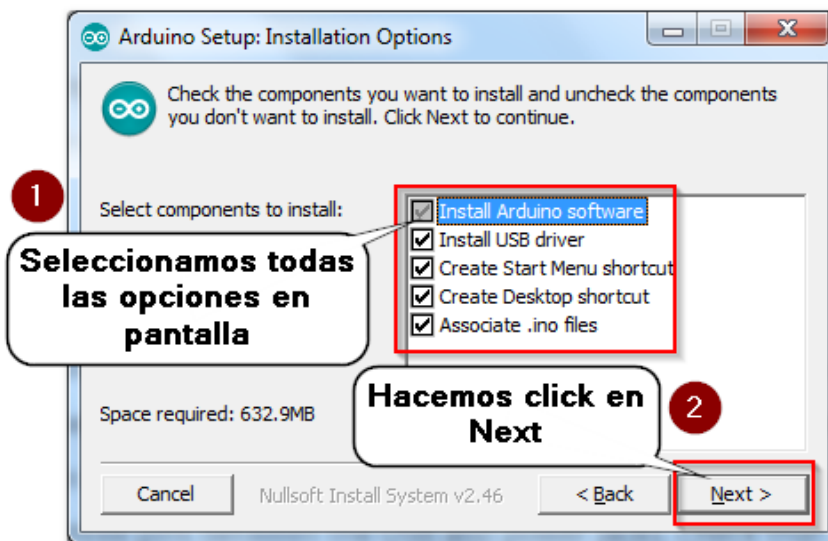 Arduino Setup: Installation Options
Check the components you want to install and uncheck the components
you don't want to install. Click Next to continue.
1
Select components to install:
Install Arduino software
Install USB driver
Create Start Menu shortcut
Create Desktop shortcut
Associate .ino files
Seleccionamos todas
las opciones en
pantalla
Space required: 632.9MB
Hacemos click en
Next
2
Cancel
Nullsoft Install System v2.46
< Back
Next >